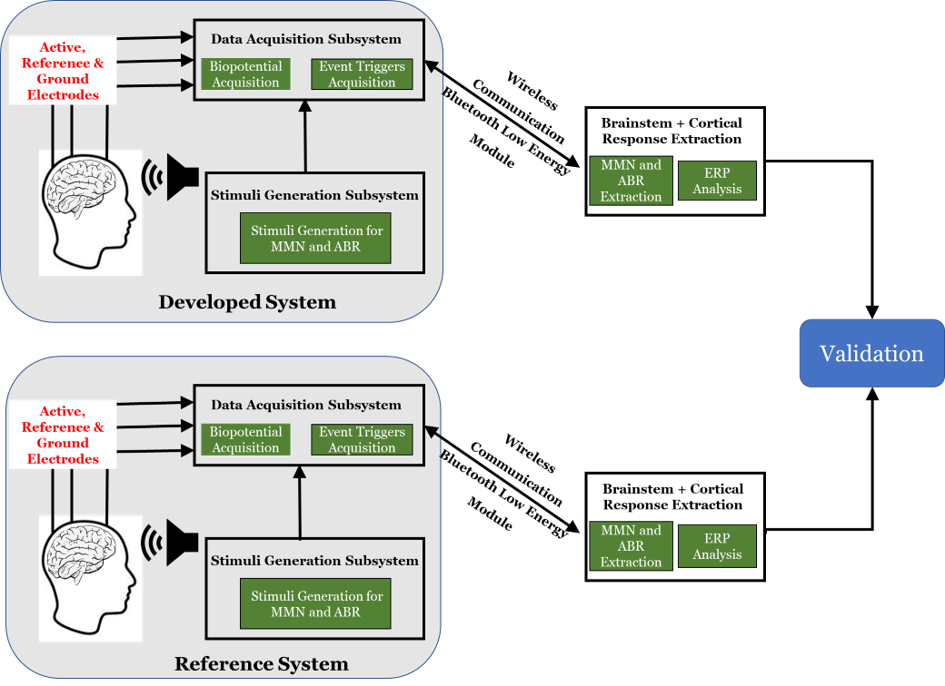 Active,
Reference &
Ground
Electrodes
Data Acquisition Subsystem
Biopotential
Acquisition
Event Triggers
Acquisition
Stimuli Generation Subsystem
Stimuli Generation for
MMN and ABR
Developed System
Wireless
Communication
Bluetooth Low Energy
Module
Brainstem + Cortical
Response Extraction
MMN and
ABR
Extraction
ERP
Analysis
Validation
Active,
Reference &
Ground
Electrodes
Data Acquisition Subsystem
Biopotential
Acquisition
Event Triggers
Acquisition
Stimuli Generation Subsystem
Stimuli Generation for
MMN and ABR
Reference System
Wireless
Communication
Bluetooth Low Energy
Module
Brainstem + Cortical
Response Extraction
MMN and
ABR
Extraction
ERP
Analysis